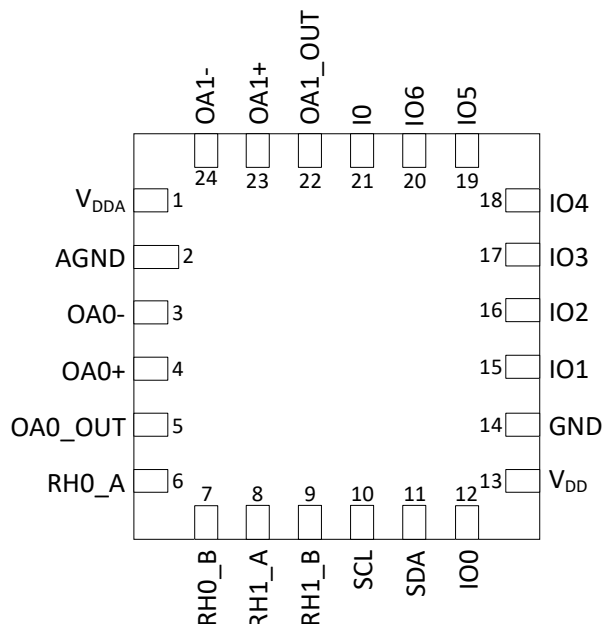 OA1-
OA1+
OA1_OUT
I0
IO6
IO5
24
23
22
21
20
19
VDDA
1
18
IO4
AGND
2
17
IO3
OA0-
3
16
IO2
OA0+
4
15
IO1
OA0_OUT
5
14
GND
RH0_A
6
13
VDD
7
8
9
10
11
12
RH0_B
RH1_A
RH1_B
SCL
SDA
IO0